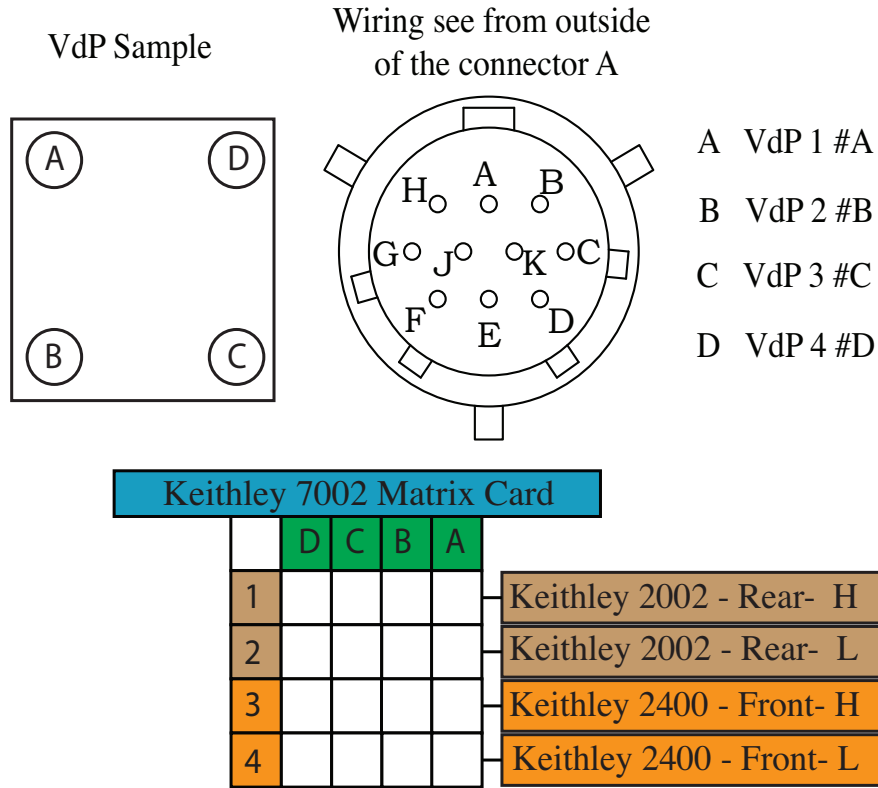 VdP Sample
Wiring see from outside
of the connector A
A D
B C
H A B
G J K C
F E D
A VdP 1 #A
B VdP 2 #B
C VdP 3 #C
D VdP 4 #D
Keithley 7002 Matrix Card
D C B A
1 Keithley 2002 - Rear- H
2 Keithley 2002 - Rear- L
3 Keithley 2400 - Front- H
4 Keithley 2400 - Front- L